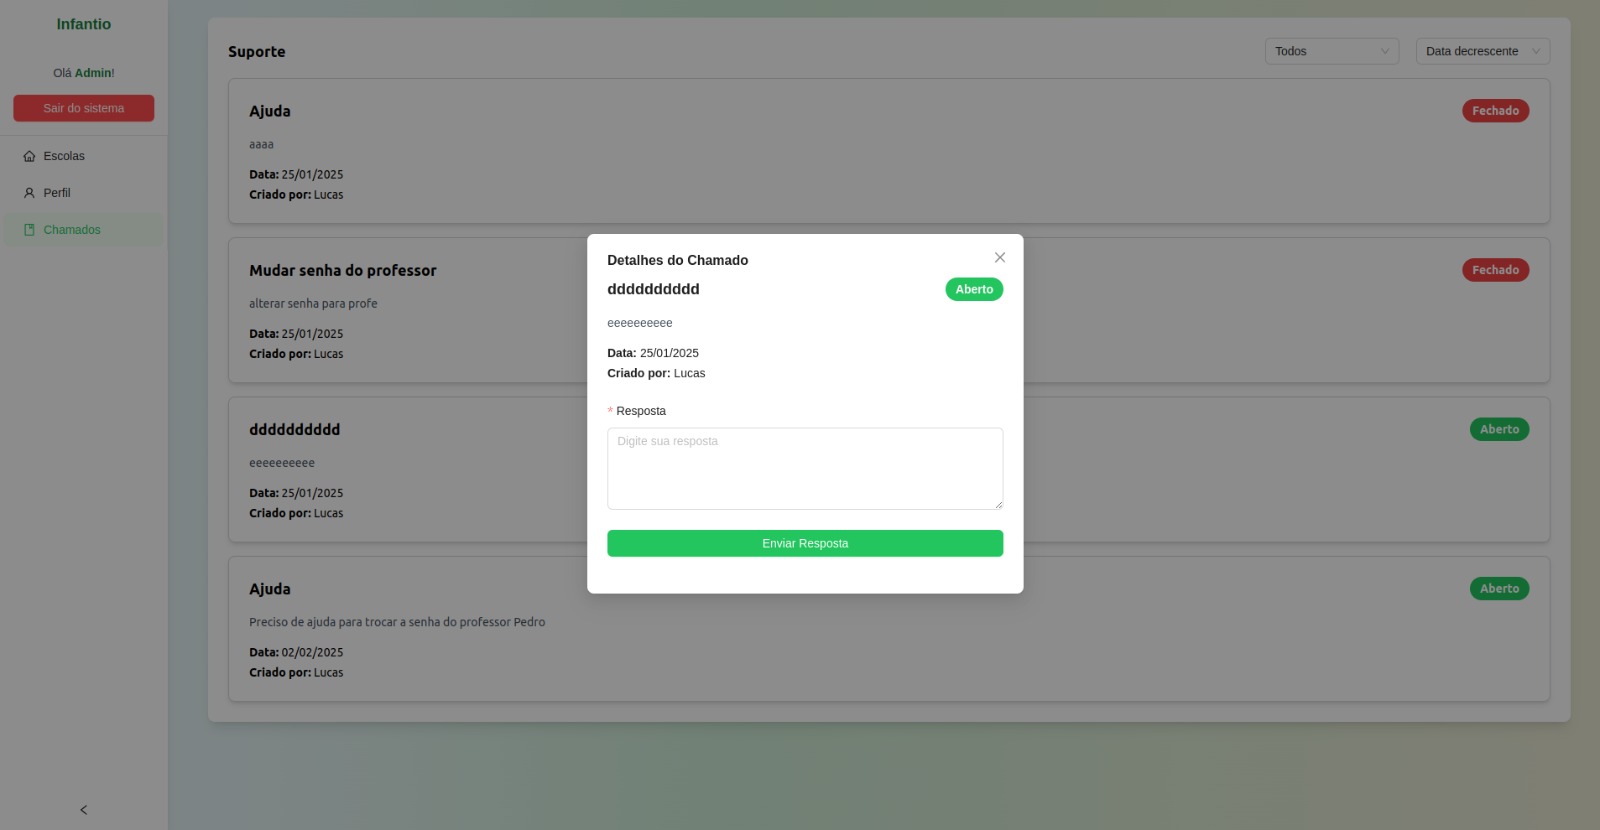 Infantio
Olá Admin!
Sair do sistema
Escolas
Perfil
Chamados
Suporte
Todos
Data decrescente
Ajuda
Fechado
aaaa
Data: 25/01/2025
Criado por: Lucas
Mudar senha do professor
Fechado
alterar senha para profe
Data: 25/01/2025
Criado por: Lucas
dddddddddd
Aberto
eeeeeeeeee
Data: 25/01/2025
Criado por: Lucas
Ajuda
Aberto
Preciso de ajuda para trocar a senha do professor Pedro
Data: 02/02/2025
Criado por: Lucas
Detalhes do Chamado
dddddddddd
Aberto
eeeeeeeeee
Data: 25/01/2025
Criado por: Lucas
* Resposta
Digite sua resposta
Enviar Resposta